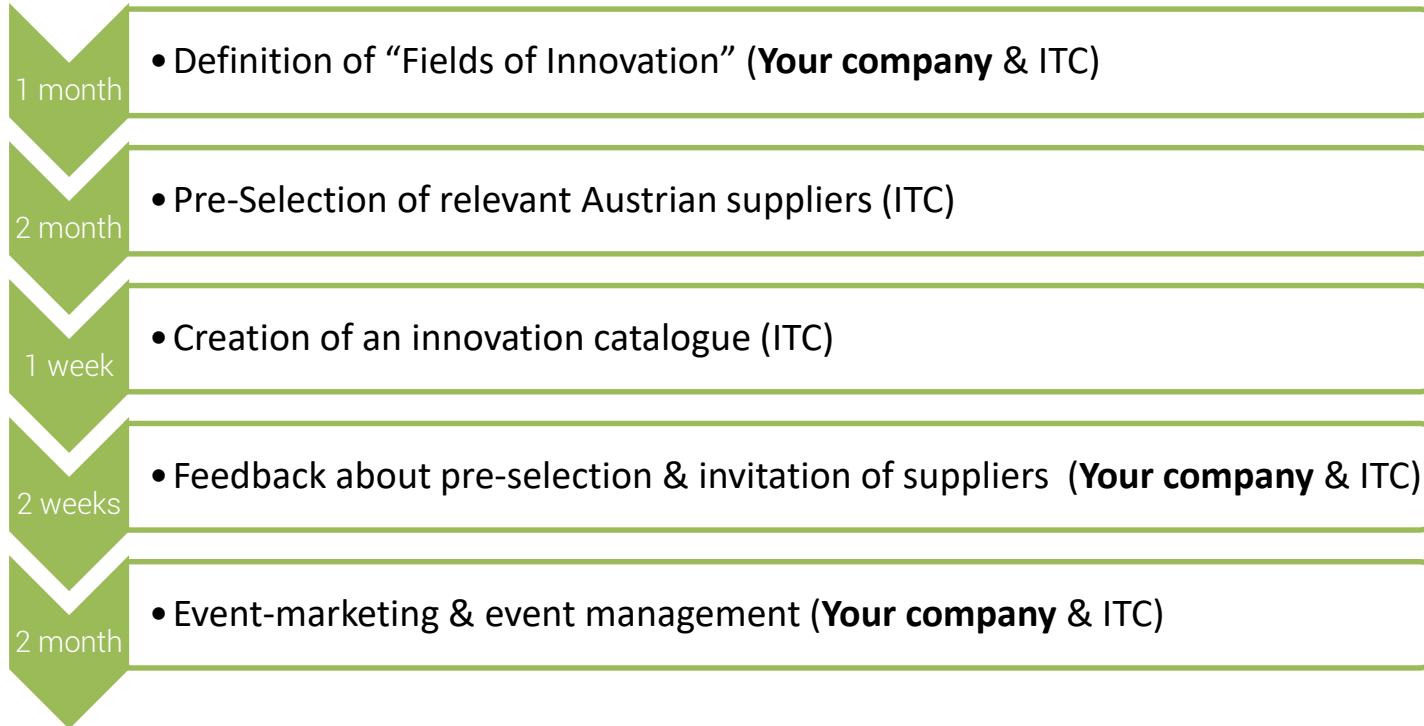 1 month
•Definition of “Fields of Innovation” (Your company & ITC)
2 month
•Pre-Selection of relevant Austrian suppliers (ITC)
1 week
•Creation of an innovation catalogue (ITC)
2 weeks
•Feedback about pre-selection & invitation of suppliers  (Your company & ITC)
2 month
•Event-marketing & event management (Your company & ITC)